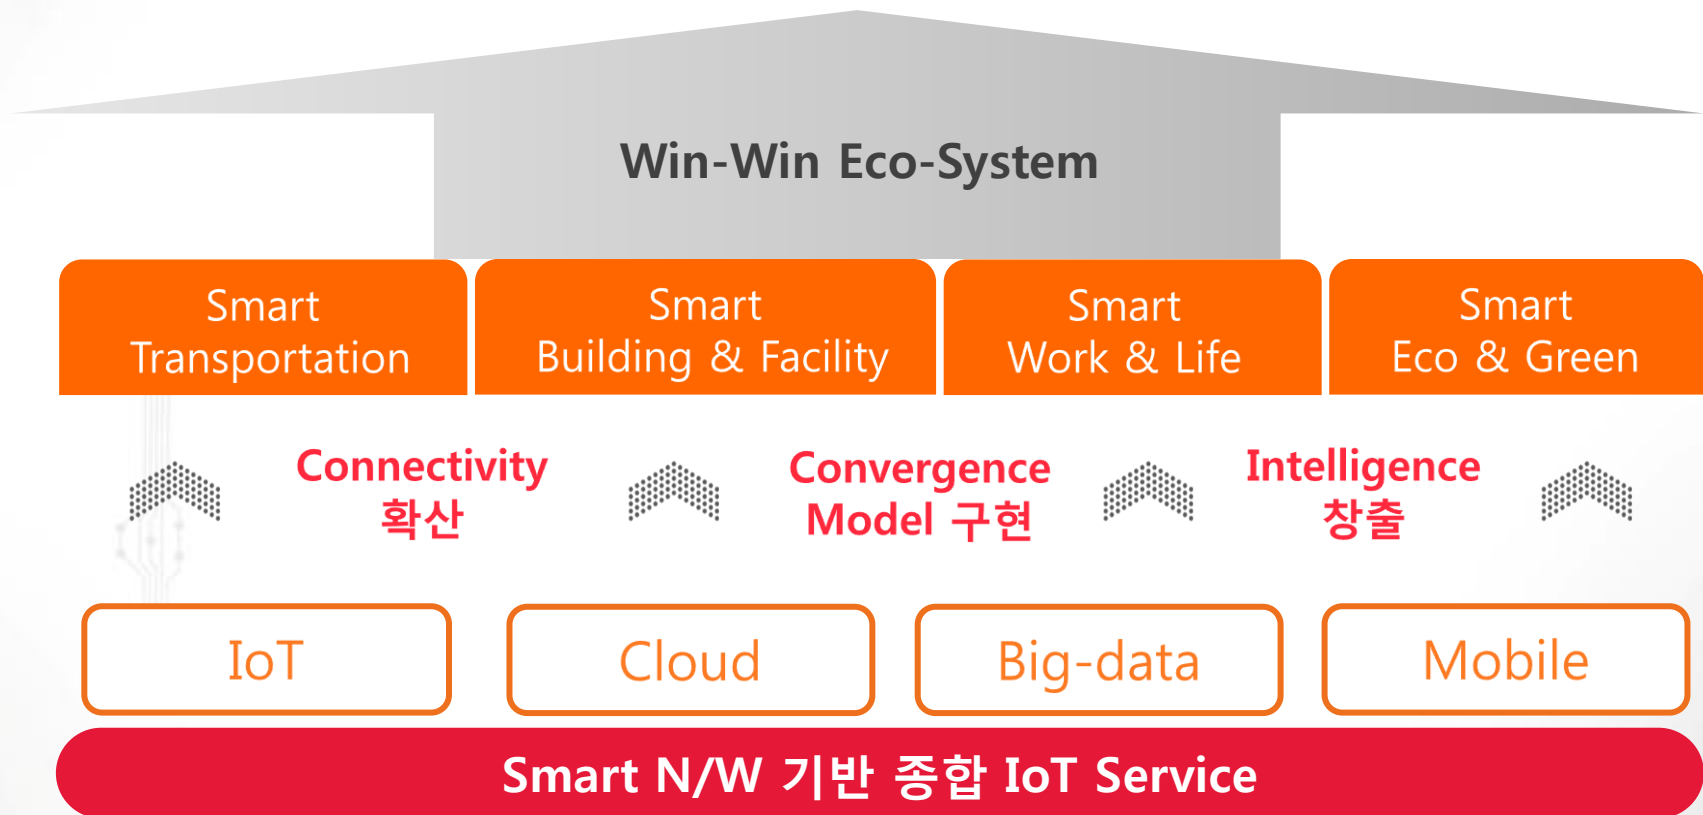 Win-Win Eco-System
Smart
Transportation
Smart
Building & Facility
Smart
Work & Life
Smart
Eco & Green
Connectivity
확산
Convergence
Model 구현
Intelligence
창출
IoT
Cloud
Big-data
Mobile
Smart N/W 기반 종합 IoT Service